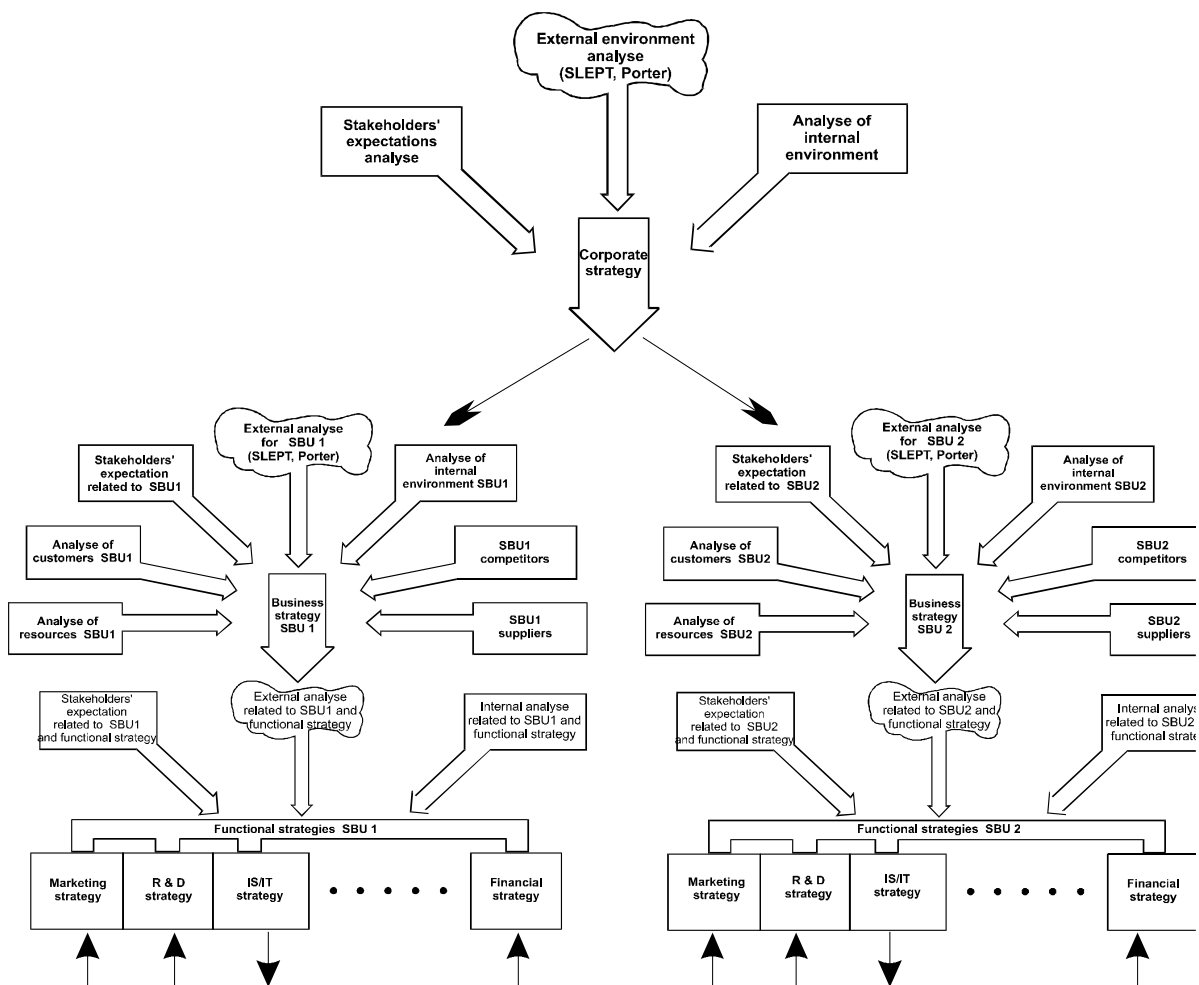 External environment
analyse
(SLEPT, Porter)
Stakeholders'
expectations
analyse
Analyse of
internal
environment
Corporate
strategy
External analyse
for SBU 1
(SLEPT, Porter)
Stakeholders'
expectation
related to SBU1
Analyse of
internal
environment SBU1
Analyse of
customers SBU1
SBU1
competitors
Analyse of
resources SBU1
Business
strategy
SBU 1
SBU1
suppliers
Stakeholders'
expectation
related to SBU1
and functional strategy
External analyse
related to SBU1 and
functional strategy
Internal analyse
related to SBU1 and
functional strategy
Functional strategies SBU 1
Marketing
strategy
R & D
strategy
IS/IT
strategy
Financial
strategy
External analyse
for SBU 2
(SLEPT, Porter)
Stakeholders'
expectation
related to SBU2
Analyse of
internal
environment SBU2
Analyse of
customers SBU2
SBU2
competitors
Analyse of
resources SBU2
Business
strategy
SBU 2
SBU2
suppliers
Stakeholders'
expectation
related to SBU2
and functional strategy
External analyse
related to SBU2 and
functional strategy
Internal analys
related to SBU2
functional strate
Functional strategies SBU 2
Marketing
strategy
R & D
strategy
IS/IT
strategy
Financial
strategy